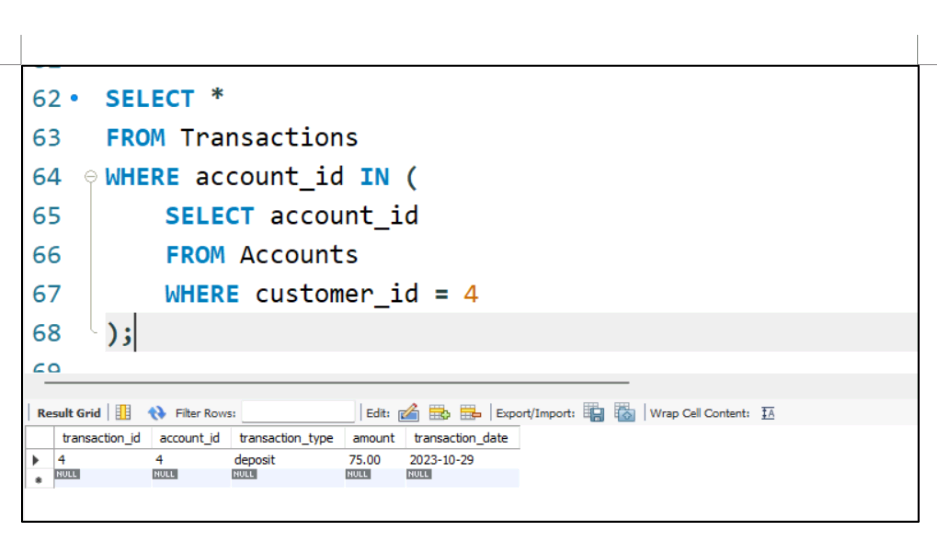 62 SELECT *
63 FROM Transactions
64 WHERE account_id IN (
65 SELECT account_id
66 FROM Accounts
67 WHERE customer_id = 4
68 );
69
Result Grid Filter Rows: Edit: Export/Import: Wrap Cell Content: IA
transaction_id account_id transaction_type amount transaction_date
4 4 deposit 75.00 2023-10-29
NULL NULL NULL NULL NULL